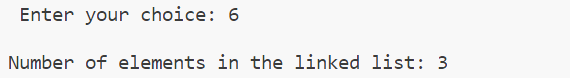 Enter your choice: 6
Number of elements in the linked list: 3